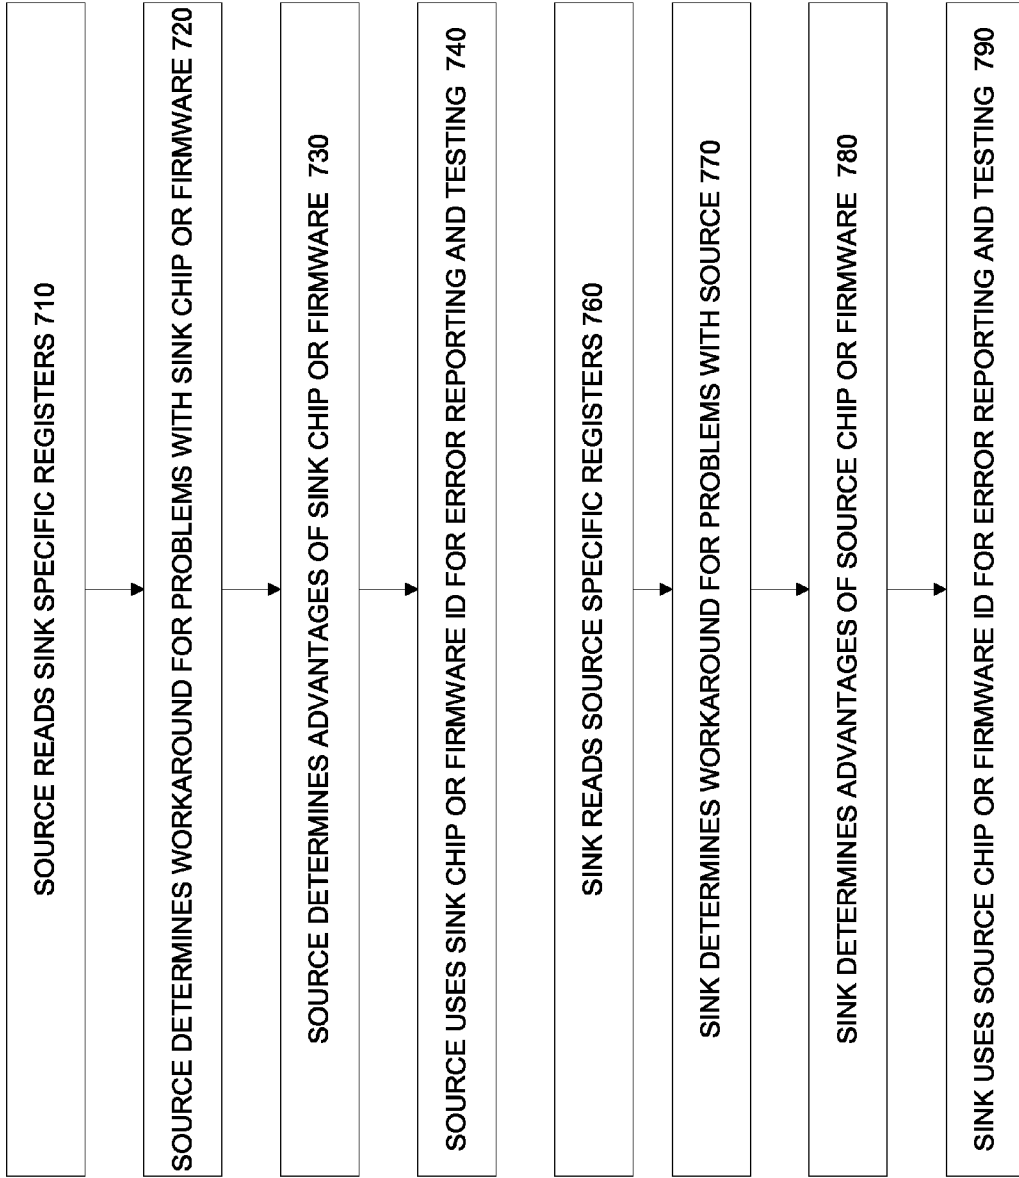 SOURCE READS SINK SPECIFIC REGISTERS 710
SOURCE DETERMINES WORKAROUND FOR PROBLEMS WITH SINK CHIP OR FIRMWARE 720
SOURCE DETERMINES ADVANTAGES OF SINK CHIP OR FIRMWARE 730
SOURCE USES SINK CHIP OR FIRMWARE ID FOR ERROR REPORTING AND TESTING 740
SINK READS SOURCE SPECIFIC REGISTERS 760
SINK DETERMINES WORKAROUND FOR PROBLEMS WITH SOURCE 770
SINK DETERMINES ADVANTAGES OF SOURCE CHIP OR FIRMWARE 780
SINK USES SOURCE CHIP OR FIRMWARE ID FOR ERROR REPORTING AND TESTING 790